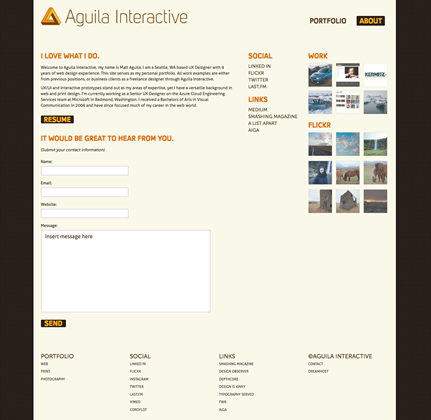 Aguila Interactive
PORTFOLIO
ABOUT
I LOVE WHAT I DO.
Welcome to Aguila Interactive, my name is Matt Aguila. I am a Seattle, WA based UX Designer with 9
years of web design experience. This site serves as my personal portfolio. All work examples are either
from previous positions, or business clients as a freelance designer through Aguila Interactive.
UX/UI and Interactive prototypes stand out as my areas of expertise, yet I have a versatile background in
web and print design. I'm currently working as a Senior UX Designer on the Azure Cloud Engineering
Services team at Microsoft in Redmond, Washington. I received a Bachelors of Arts in Visual
Communication in 2006 and have since focused much of my career in the web world.
RESUME
IT WOULD BE GREAT TO HEAR FROM YOU.
(Submit your contact information)
Name:
Email:
Website:
Message:
Insert message here
SEND
SOCIAL
LINKED IN
FLICKR
TWITTER
LAST.FM
LINKS
MEDIUM
SMASHING MAGAZINE
A LIST APART
AIGA
WORK
KERMITZ
FLICKR
PORTFOLIO
WEB
PRINT
PHOTOGRAPHY
SOCIAL
LINKED IN
FLICKR
INSTAGRAM
TWITTER
LAST.FM
VIMEO
COROFLOT
LINKS
SMASHING MAGAZINE
DESIGN OBSERVER
DEPTHCORE
DESIGN IS KINKY
TYPOGRAPHY SERVED
FWA
AIGA
©AGUILA INTERACTIVE
CONTACT
DREAMHOST